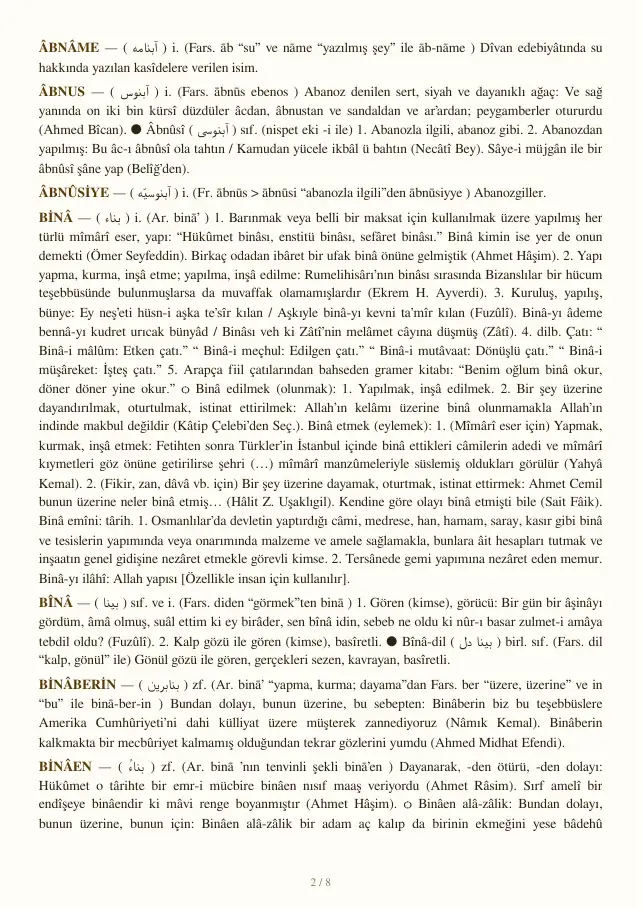 ÂBNÂME — ( آبنامه ) i. (Fars. āb “su” ve nāme “yazılmış şey” ile āb-nāme ) Dîvan edebiyâtında su
hakkında yazılan kasîdelere verilen isim.
ÂBNUS — ( آبنوس ) i. (Fars. ābnūs ebenos ) Abanoz denilen sert, siyah ve dayanıklı ağaç: Ve sağ
yanında on iki bin kürsî düzdüler âcdan, âbnustan ve sandaldan ve ar’ardan; peygamberler otururdu
(Ahmed Bîcan). ● Âbnûsî ( آبنوسى ) sıf. (nispet eki -i ile) 1. Abanozla ilgili, abanoz gibi. 2. Abanozdan
yapılmış: Bu âc-ı âbnûsî ola tahtın / Kamudan yücele ikbâl ü bahtın (Necâtî Bey). Sâye-i müjgân ile bir
âbnûsî şâne yap (Belîğ’den).
ÂBNÛSİYE — ( آبنوسیّه ) i. (Fr. ābnūs > ābnūsi “abanozla ilgili”den ābnūsiyye ) Abanozgiller.
BİNÂ — ( بناء ) i. (Ar. binā’ ) 1. Barınmak veya belli bir maksat için kullanılmak üzere yapılmış her
türlü mîmârî eser, yapı: “Hükûmet binâsı, enstitü binâsı, sefâret binâsı.” Binâ kimin ise yer de onun
demekti (Ömer Seyfeddin). Birkaç odadan ibâret bir ufak binâ önüne gelmiştik (Ahmet Hâşim). 2. Yapı
yapma, kurma, inşâ etme; yapılma, inşâ edilme: Rumelihisârı’nın binâsı sırasında Bizanslılar bir hücum
teşebbüsünde bulunmuşlarsa da muvaffak olamamışlardır (Ekrem H. Ayverdi). 3. Kuruluş, yapılış,
bünye: Ey neş’eti hüsn-i aşka te’sîr kılan / Aşkıyle binâ-yı kevni ta’mîr kılan (Fuzûlî). Binâ-yı âdeme
bennâ-yı kudret urıcak bünyâd / Binâsı veh ki Zâtî’nin melâmet câyına düşmüş (Zâtî). 4. dilb. Çatı: “
Binâ-i mâlûm: Etken çatı.” “ Binâ-i meçhul: Edilgen çatı.” “ Binâ-i mutâvaat: Dönüşlü çatı.” “ Binâ-i
müşâreket: İşteş çatı.” 5. Arapça fiil çatılarından bahseden gramer kitabı: “Benim oğlum binâ okur,
döner döner yine okur.” ѻ Binâ edilmek (olunmak): 1. Yapılmak, inşâ edilmek. 2. Bir şey üzerine
dayandırılmak, oturtulmak, istinat ettirilmek: Allah’ın kelâmı üzerine binâ olunmamakla Allah’ın
indinde makbul değildir (Kâtip Çelebi’den Seç.). Binâ etmek (eylemek): 1. (Mîmârî eser için) Yapmak,
kurmak, inşâ etmek: Fetihten sonra Türkler’in İstanbul içinde binâ ettikleri câmilerin adedi ve mîmârî
kıymetleri göz önüne getirilirse şehri (…) mîmârî manzûmeleriyle süslemiş oldukları görülür (Yahyâ
Kemal). 2. (Fikir, zan, dâvâ vb. için) Bir şey üzerine dayamak, oturtmak, istinat ettirmek: Ahmet Cemil
bunun üzerine neler binâ etmiş… (Hâlit Z. Uşaklıgil). Kendine göre olayı binâ etmişti bile (Sait Fâik).
Binâ emîni: târih. 1. Osmanlılar’da devletin yaptırdığı câmi, medrese, han, hamam, saray, kasır gibi binâ
ve tesislerin yapımında veya onarımında malzeme ve amele sağlamakla, bunlara âit hesapları tutmak ve
inşaatın genel gidişine nezâret etmekle görevli kimse. 2. Tersânede gemi yapımına nezâret eden memur.
Binâ-yı ilâhî: Allah yapısı [Özellikle insan için kullanılır].
BÎNÂ — ( بينا ) sıf. ve i. (Fars. diden “görmek”ten binā ) 1. Gören (kimse), görücü: Bir gün bir âşinâyı
gördüm, âmâ olmuş, suâl ettim ki ey birâder, sen bînâ idin, sebeb ne oldu ki nûr-ı basar zulmet-i amâya
tebdil oldu? (Fuzûlî). 2. Kalp gözü ile gören (kimse), basîretli. ● Bînâ-dil ( بينا دل ) birl. sıf. (Fars. dil
“kalp, gönül” ile) Gönül gözü ile gören, gerçekleri sezen, kavrayan, basîretli.
BİNÂBERİN — ( بنابرين ) zf. (Ar. binā’ “yapma, kurma; dayama”dan Fars. ber “üzere, üzerine” ve in
“bu” ile binā-ber-in ) Bundan dolayı, bunun üzerine, bu sebepten: Binâberin biz bu teşebbüslere
Amerika Cumhûriyeti’ni dahi külliyat üzere müşterek zannediyoruz (Nâmık Kemal). Binâberin
kalkmakta bir mecbûriyet kalmamış olduğundan tekrar gözlerini yumdu (Ahmed Midhat Efendi).
BİNÂEN — ( بناءً ) zf. (Ar. binā ’nın tenvinli şekli binā’en ) Dayanarak, -den ötürü, -den dolayı:
Hükûmet o târihte bir emr-i mücbire binâen nısıf maaş veriyordu (Ahmet Râsim). Sırf amelî bir
endîşeye binâendir ki mâvi renge boyanmıştır (Ahmet Hâşim). ѻ Binâen alâ-zâlik: Bundan dolayı,
bunun üzerine, bunun için: Binâen alâ-zâlik bir adam aç kalıp da birinin ekmeğini yese bâdehû
2 / 8